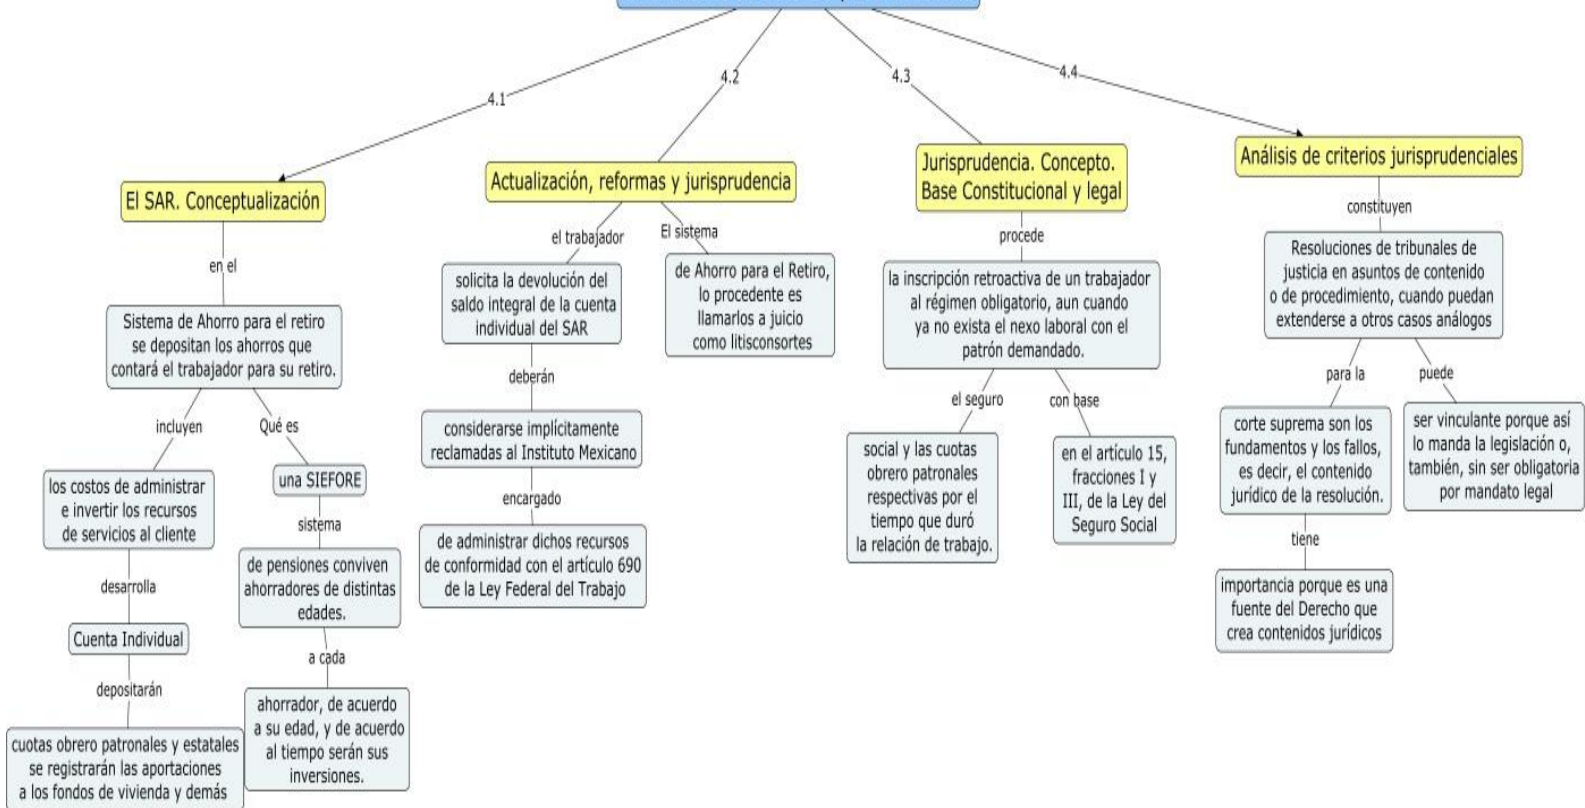 4.1
4.2
4.3
4.4
El SAR. Conceptualización
en el
Sistema de Ahorro para el retiro
se depositan los ahorros que
contará el trabajador para su retiro.
incluyen
Qué es
los costos de administrar
e invertir los recursos
de servicios al cliente
desarrolla
Cuenta Individual
depositarán
cuotas obrero patronales y estatales
se registrarán las aportaciones
a los fondos de vivienda y demás
una SIEFORE
sistema
de pensiones conviven
ahorradores de distintas
edades.
a cada
ahorrador, de acuerdo
a su edad, y de acuerdo
al tiempo serán sus
inversiones.
Actualización, reformas y jurisprudencia
el trabajador
El sistema
solicita la devolución del
saldo integral de la cuenta
individual del SAR
deberán
considerarse implícitamente
reclamadas al Instituto Mexicano
encargado
de administrar dichos recursos
de conformidad con el artículo 690
de la Ley Federal del Trabajo
de Ahorro para el Retiro,
lo procedente es
llamarlos a juicio
como litisconsortes
Jurisprudencia. Concepto.
Base Constitucional y legal
procede
la inscripción retroactiva de un trabajador
al régimen obligatorio, aun cuando
ya no exista el nexo laboral con el
patrón demandado.
el seguro
con base
social y las cuotas
obrero patronales
respectivas por el
tiempo que duró
la relación de trabajo.
en el artículo 15,
fracciones I y
III, de la Ley del
Seguro Social
Análisis de criterios jurisprudenciales
constituyen
Resoluciones de tribunales de
justicia en asuntos de contenido
o de procedimiento, cuando puedan
extenderse a otros casos análogos
para la
puede
corte suprema son los
fundamentos y los fallos,
es decir, el contenido
jurídico de la resolución.
tiene
importancia porque es una
fuente del Derecho que
crea contenidos jurídicos
ser vinculante porque así
lo manda la legislación o,
también, sin ser obligatoria
por mandato legal